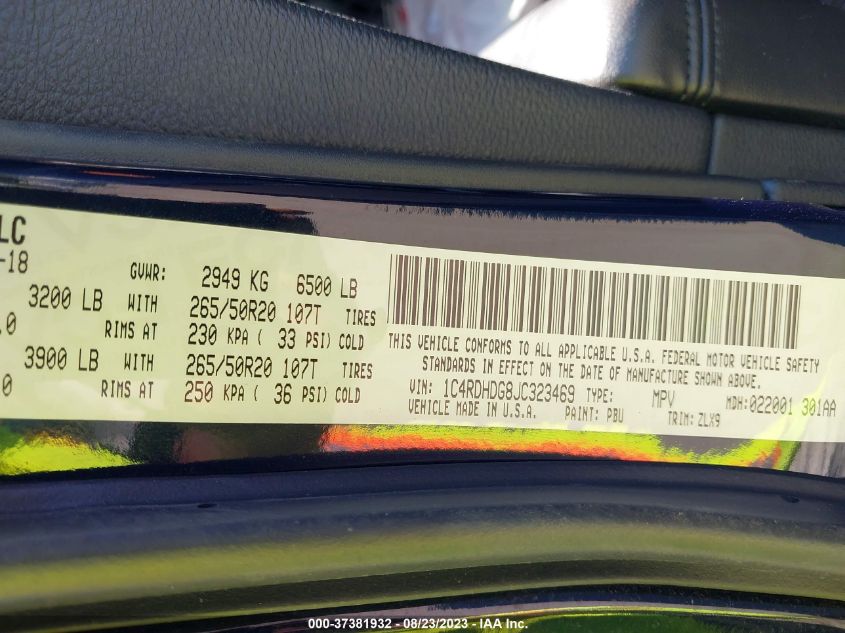 LC
-18
GVWR: 2949 KG 6500 LB
3200 LB WITH 265/50R20 107T TIRES
.0 RIMS AT 230 KPA ( 33 PSI) COLD
3900 LB WITH 265/50R20 107T TIRES
0 RIMS AT 250 KPA ( 36 PSI) COLD
THIS VEHICLE CONFORMS TO ALL APPLICABLE U.S.A. FEDERAL MOTOR VEHICLE SAFETY
STANDARDS IN EFFECT ON THE DATE OF MANUFACTURE SHOWN ABOVE.
VIN: 1C4RDHDG8JC323469 TYPE: MPV MDH:022001 301AA
VEHICLE MADE IN U.S.A. PAINT: PBU TRIM: ZLX9
000-37381932 - 08/23/2023 - IAA Inc.